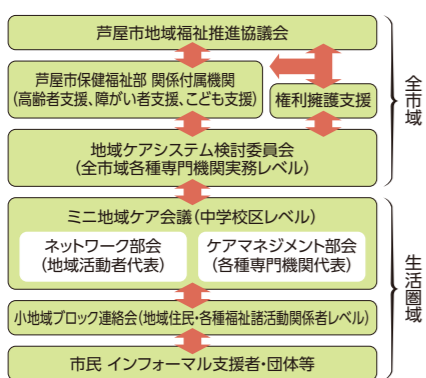 芦屋市地域福祉推進協議会
芦屋市保健福祉部 関係付属機関
(高齢者支援、障がい者支援、こども支援)
権利擁護支援
地域ケアシステム検討委員会
(全市域各種専門機関実務レベル)
全市域
ミニ地域ケア会議(中学校区レベル)
ネットワーク部会
(地域活動者代表)
ケアマネジメント部会
(各種専門機関代表)
小地域ブロック連絡会(地域住民・各種福祉諸活動関係者レベル)
市民 インフォーマル支援者・団体等
生活圏域